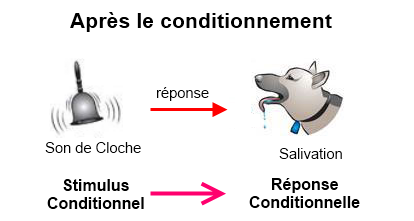 Après le conditionnement
réponse
Son de Cloche
Salivation
Stimulus
Conditionnel
Réponse
Conditionnelle